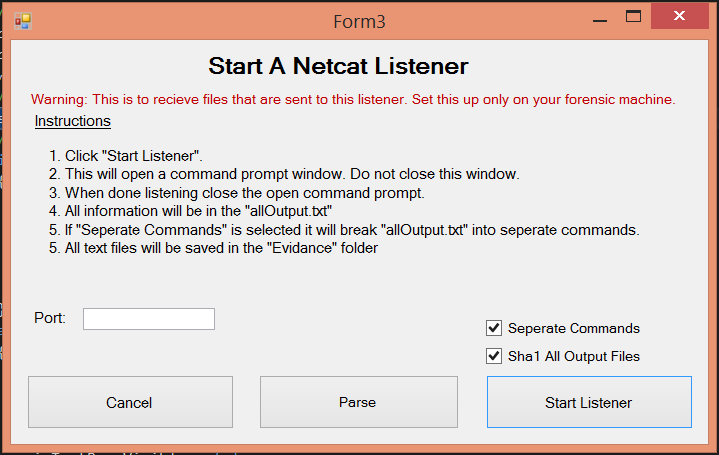 Form3
Start A Netcat Listener
Warning: This is to recieve files that are sent to this listener. Set this up only on your forensic machine.
Instructions
1. Click "Start Listener".
2. This will open a command prompt window. Do not close this window.
3. When done listening close the open command prompt.
4. All information will be in the "allOutput.txt"
5. If "Seperate Commands" is selected it will break "allOutput.txt" into seperate commands.
5. All text files will be saved in the "Evidance" folder
Port:
Seperate Commands
Sha1 All Output Files
Cancel
Parse
Start Listener